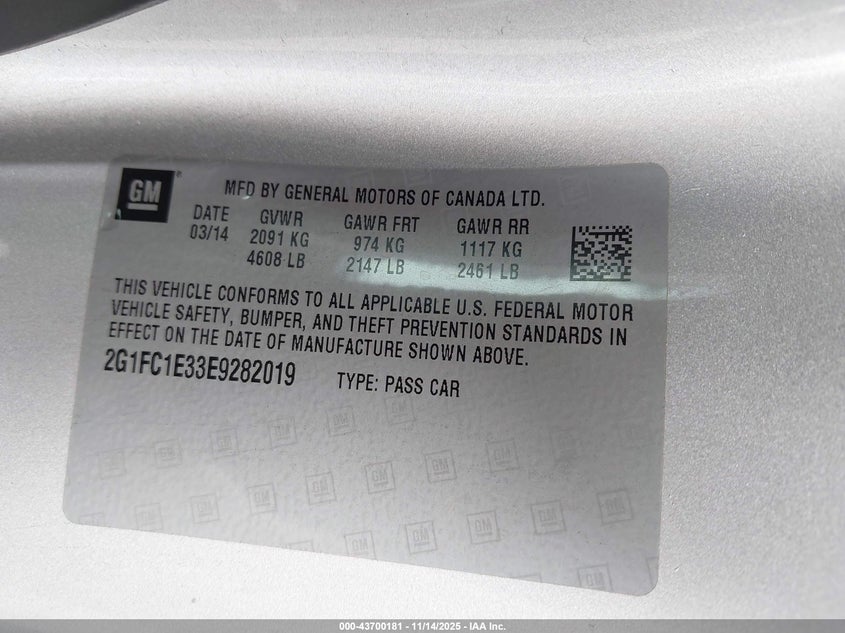 GM
MFD BY GENERAL MOTORS OF CANADA LTD.
DATE GVWR GAWR FRT GAWR RR
03/14 2091 KG 974 KG 1117 KG
4608 LB 2147 LB 2461 LB
THIS VEHICLE CONFORMS TO ALL APPLICABLE U.S. FEDERAL MOTOR
VEHICLE SAFETY, BUMPER, AND THEFT PREVENTION STANDARDS IN
EFFECT ON THE DATE OF MANUFACTURE SHOWN ABOVE.
2G1FC1E33E9282019 TYPE: PASS CAR
000-43700181 - 11/14/2025 - IAA Inc.